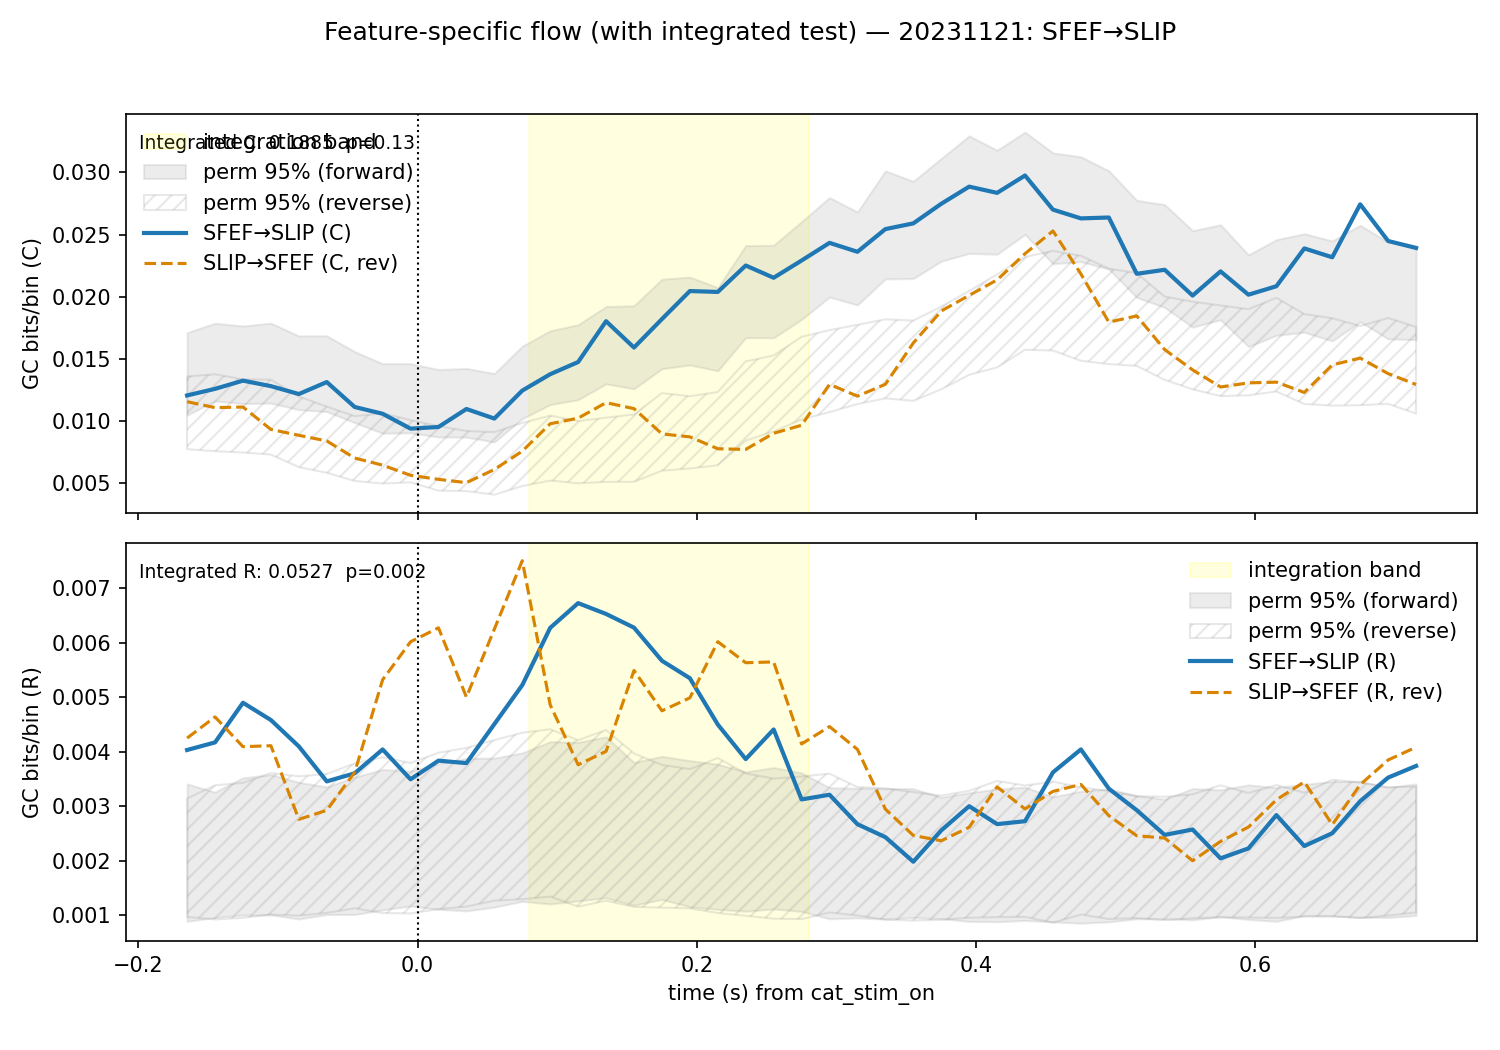 Feature-specific flow (with integrated test) — 20231121: SFEF→SLIP
Integrated C: 0.1885  p=0.13
integration band
perm 95% (forward)
perm 95% (reverse)
SFEF→SLIP (C)
SLIP→SFEF (C, rev)
GC bits/bin (C)
0.030
0.025
0.020
0.015
0.010
0.005
Integrated R: 0.0527  p=0.002
integration band
perm 95% (forward)
perm 95% (reverse)
SFEF→SLIP (R)
SLIP→SFEF (R, rev)
GC bits/bin (R)
0.007
0.006
0.005
0.004
0.003
0.002
0.001
−0.2
0.0
0.2
0.4
0.6
time (s) from cat_stim_on